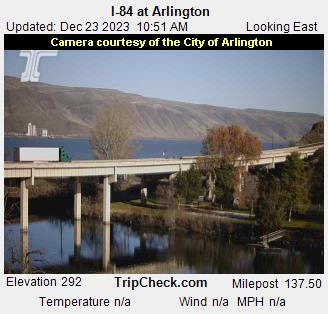 I-84 at Arlington
Updated: Dec 23 2023 10:51 AM Looking East
Camera courtesy of the City of Arlington
Elevation 292 TripCheck.com Milepost 137.50
Temperature n/a Wind n/a MPH n/a